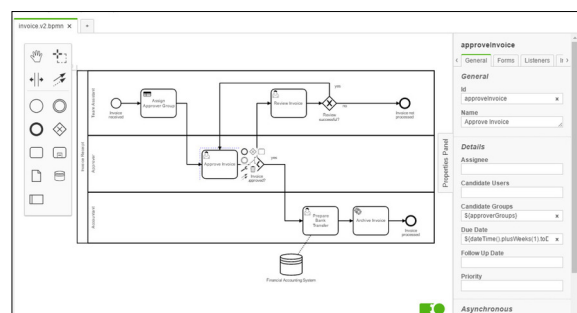 invoice.v2.bpmn ×
+
approveInvoice
General
Forms
Listeners
General
Id
approveInvoice ×
Name
Approve Invoice
Details
Assignee
Candidate Users
Candidate Groups
${approverGroups} ×
Due Date
${dateTime().plusWeeks(1).toD ×
Follow Up Date
Priority
Asynchronous
Properties Panel
Invoice Receipt
Team Assistant
Invoice
received
Assign
Approver Group
Review Invoice
yes
no
Review
successful?
Invoice not
processed
Approver
Approve Invoice
Invoice
approved?
yes
Accountant
Prepare
Bank
Transfer
Archive Invoice
Invoice
processed
Financial Accounting System